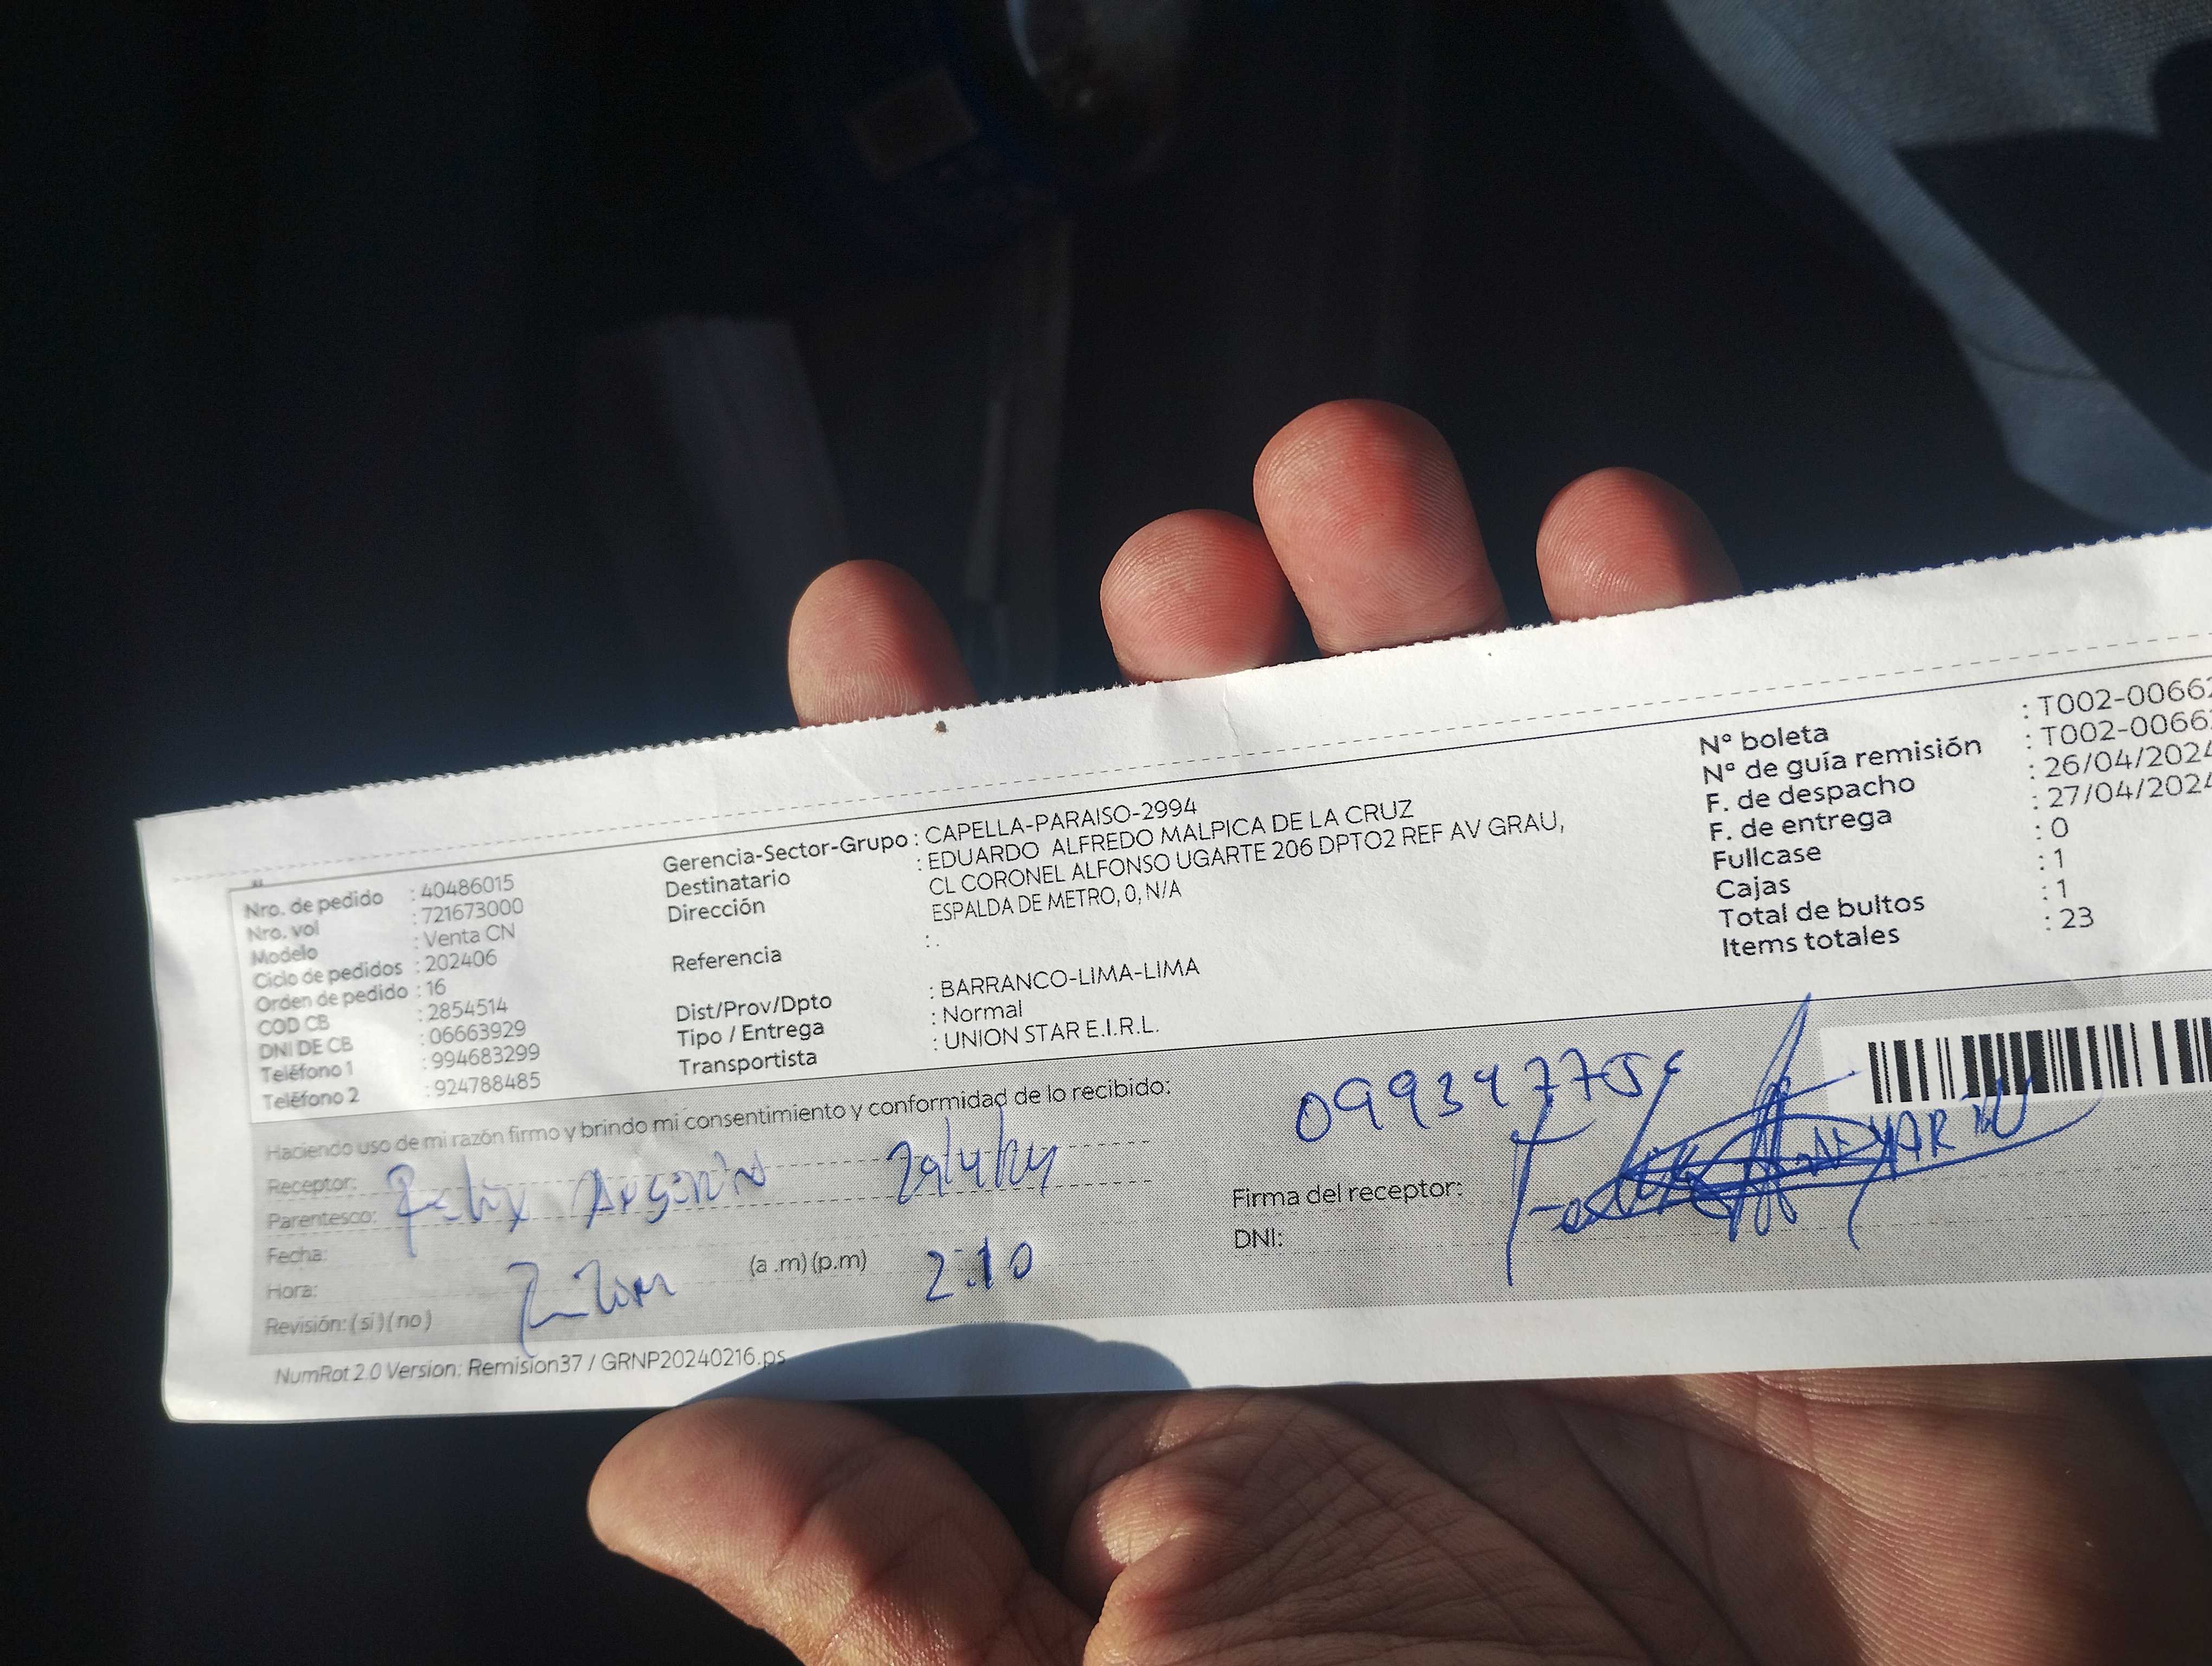 Nro. de pedido : 40486015
Nro. vol : 721673000
Modelo : Venta CN
Ciclo de pedidos : 202406
Orden de pedido : 16
COD CB : 2854514
DNI DE CB : 06663929
Teléfono 1 : 994683299
Teléfono 2 : 924788485
Gerencia-Sector-Grupo : CAPELLA-PARAISO-2994
Destinatario : EDUARDO ALFREDO MALPICA DE LA CRUZ
Dirección CL CORONEL ALFONSO UGARTE 206 DPTO2 REF AV GRAU,
ESPALDA DE METRO, 0, N/A
Referencia : .
Dist/Prov/Dpto : BARRANCO-LIMA-LIMA
Tipo / Entrega : Normal
Transportista : UNION STAR E.I.R.L.
N° boleta : T002-0066
N° de guía remisión : T002-0066
F. de despacho : 26/04/2024
F. de entrega : 27/04/2024
Fullcase : 0
Cajas : 1
Total de bultos : 1
Items totales : 23
Haciendo uso de mi razón firmo y brindo mi consentimiento y conformidad de lo recibido:
Receptor:
Parentesco: Felix
Fecha:
Hora: (a .m) (p.m) 2:10
Revisión: ( si ) ( no )
Firma del receptor:
DNI:
NumRot 2.0 Version: Remision37 / GRNP20240216.ps